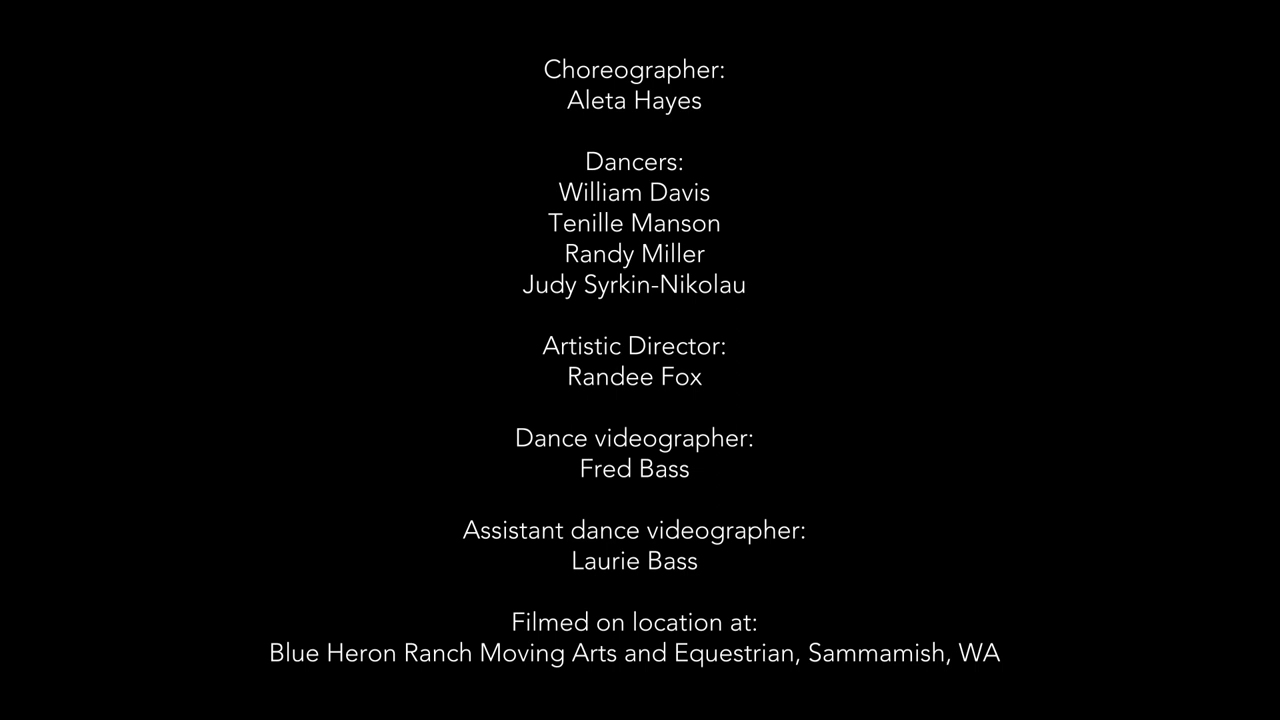 Choreographer:
Aleta Hayes
Dancers:
William Davis
Tenille Manson
Randy Miller
Judy Syrkin-Nikolau
Artistic Director:
Randee Fox
Dance videographer:
Fred Bass
Assistant dance videographer:
Laurie Bass
Filmed on location at:
Blue Heron Ranch Moving Arts and Equestrian, Sammamish, WA